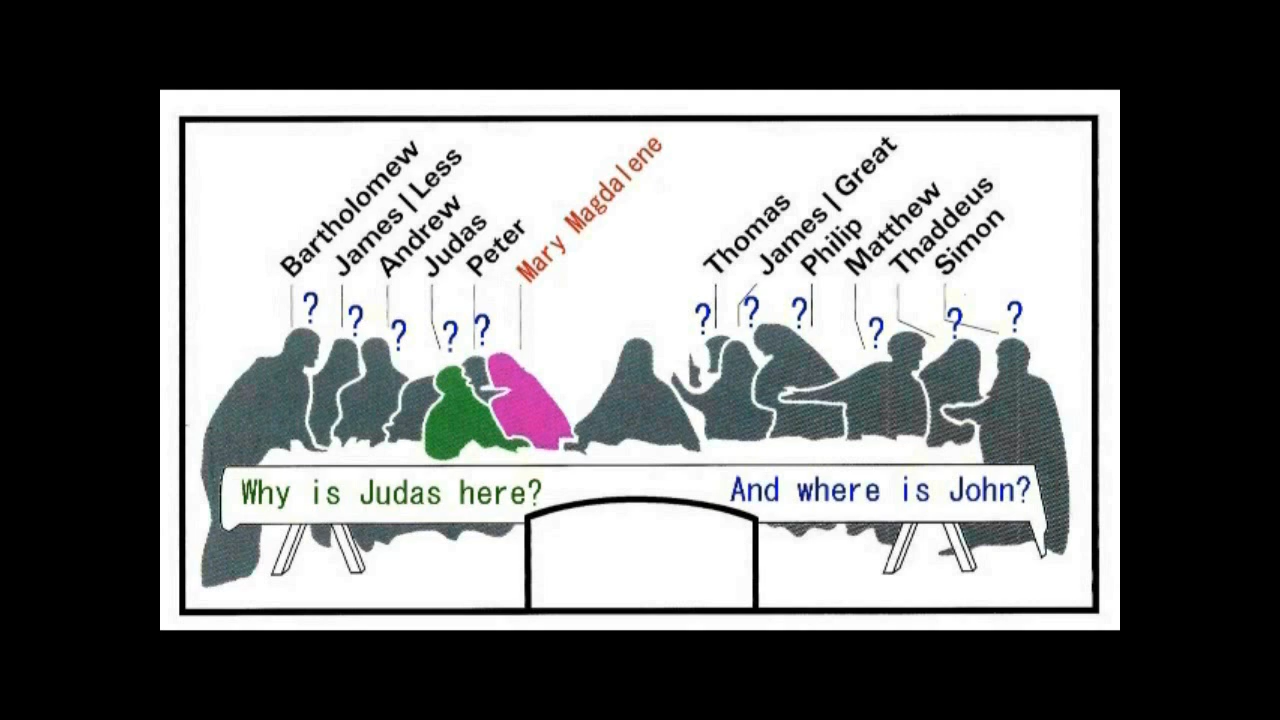 Bartholomew
James | Less
Andrew
Judas
Peter
Mary Magdalene
Thomas
James | Great
Philip
Matthew
Thaddeus
Simon
? ? ? ? ? ? ? ? ? ? ?
Why is Judas here?
And where is John?